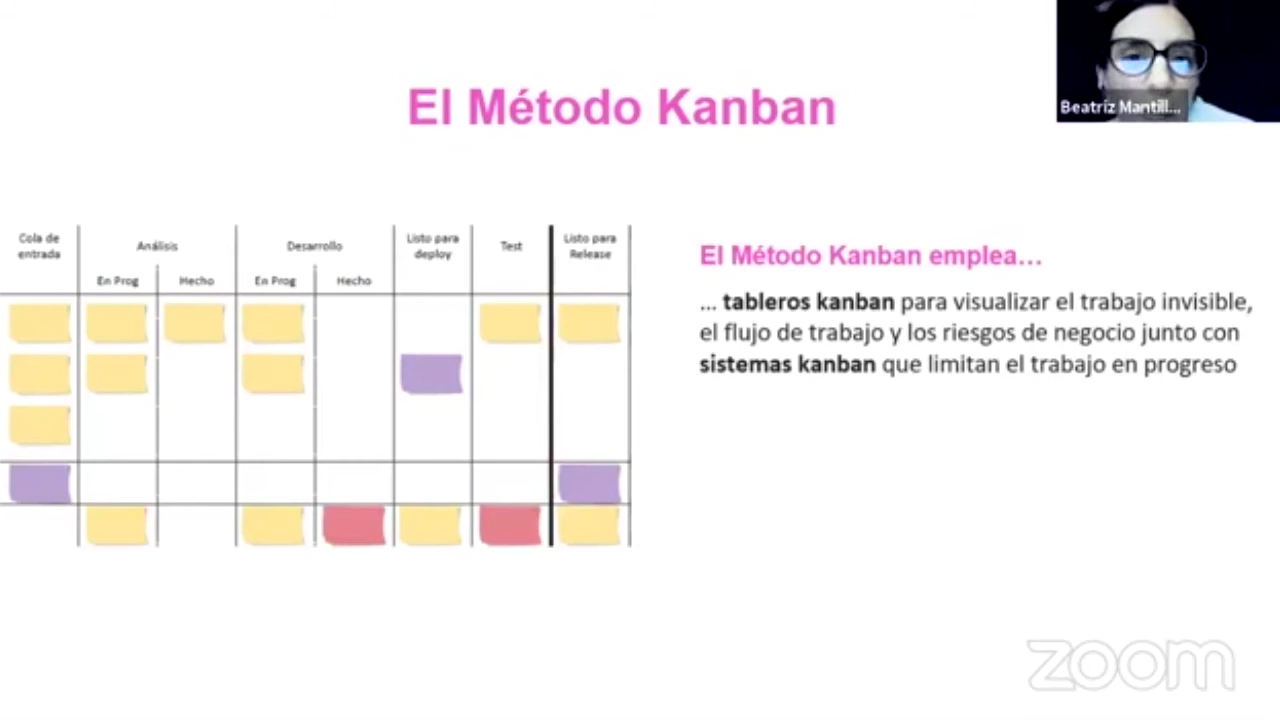 El Método Kanban
Beatriz Mantill...
Cola de
entrada
Análisis
Desarrollo
Listo para
deploy
Test
Listo para
Release
En Prog
Hecho
En Prog
Hecho
El Método Kanban emplea...
... tableros kanban para visualizar el trabajo invisible,
el flujo de trabajo y los riesgos de negocio junto con
sistemas kanban que limitan el trabajo en progreso
zoom